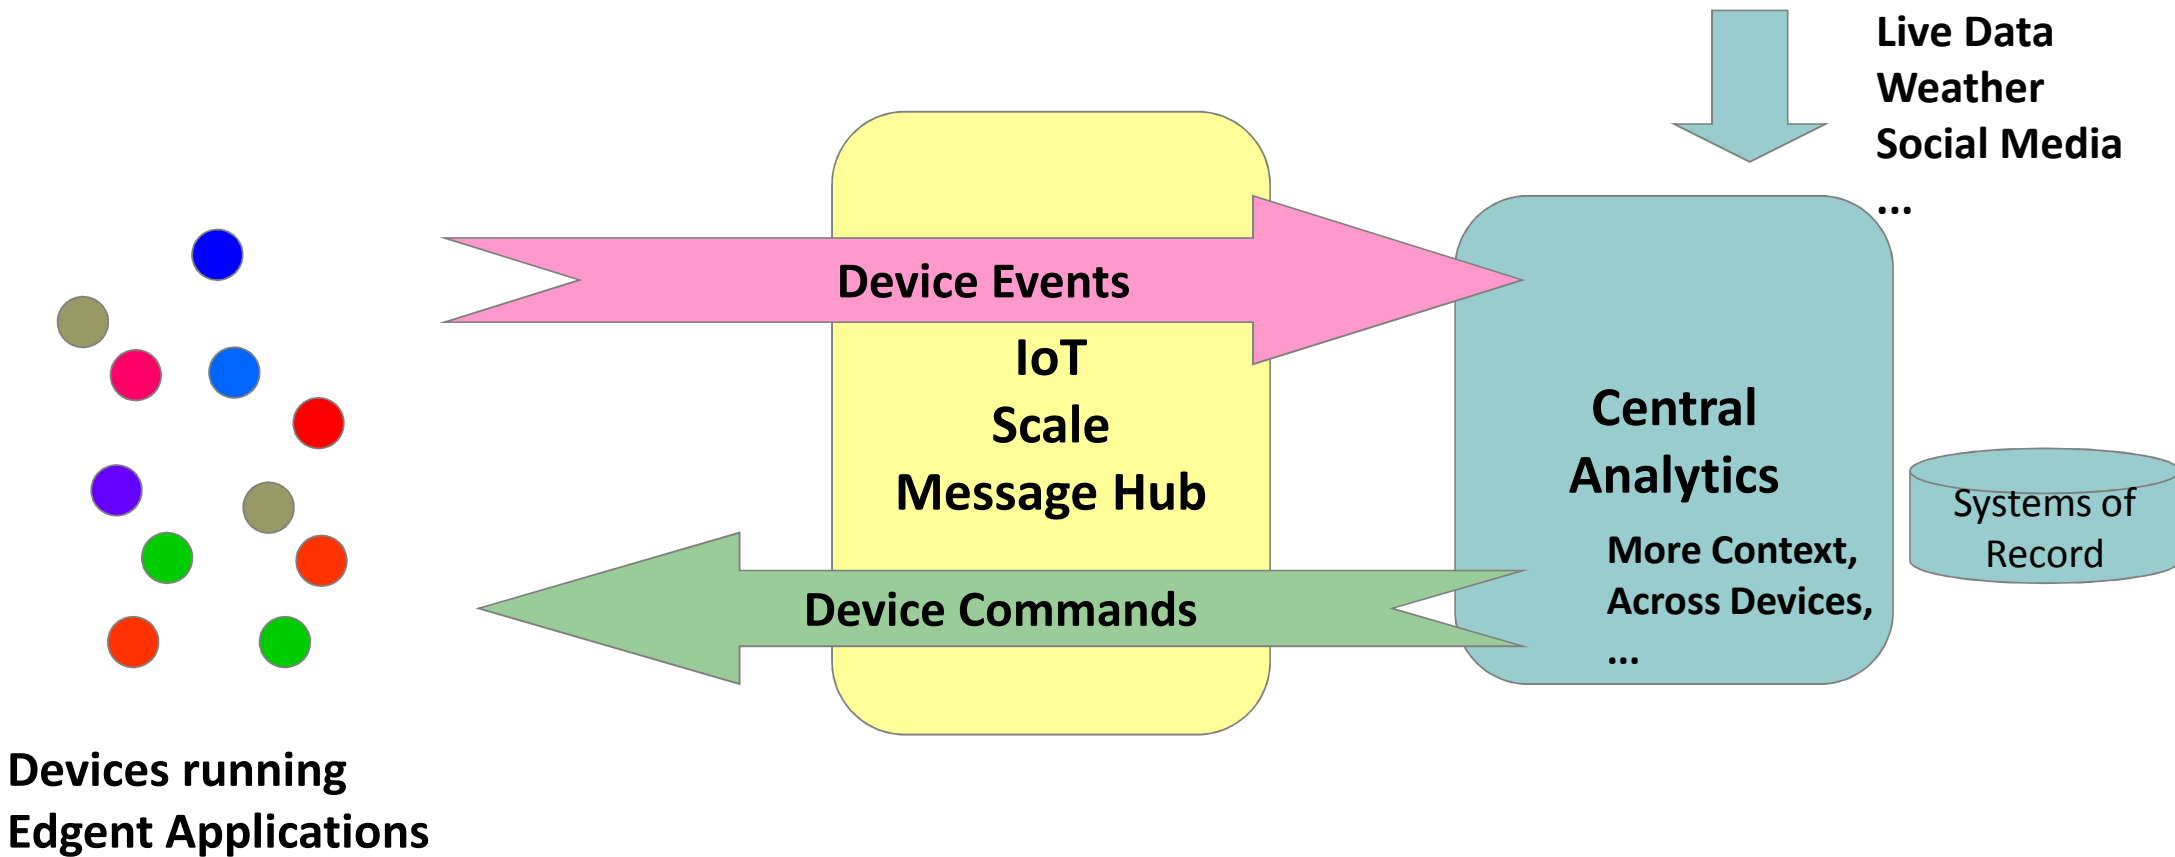 Live Data
Weather
Social Media
...
Device Events
IoT
Scale
Message Hub
Central
Analytics
More Context,
Across Devices,
...
Systems of
Record
Device Commands
Devices running
Edgent Applications